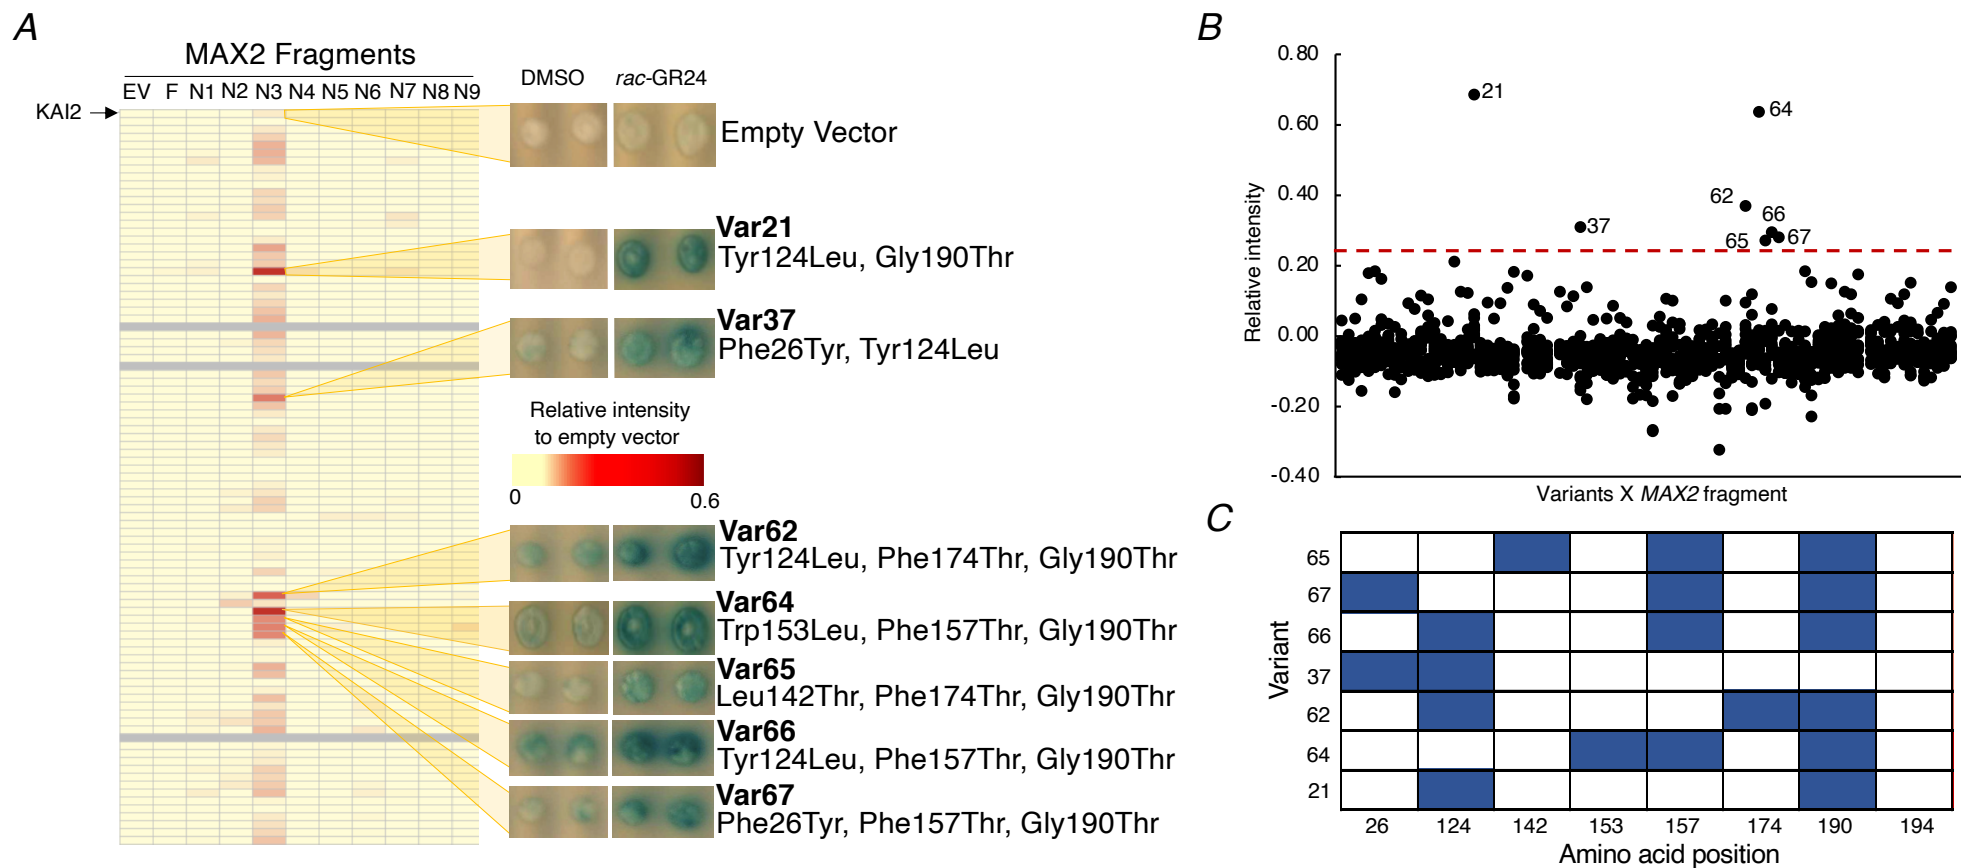 A
MAX2 Fragments
EV F N1 N2 N3 N4 N5 N6 N7 N8 N9
KAI2
DMSO rac-GR24
Empty Vector
Var21
Tyr124Leu, Gly190Thr
Var37
Phe26Tyr, Tyr124Leu
Relative intensity
to empty vector
0 0.6
Var62
Tyr124Leu, Phe174Thr, Gly190Thr
Var64
Trp153Leu, Phe157Thr, Gly190Thr
Var65
Leu142Thr, Phe174Thr, Gly190Thr
Var66
Tyr124Leu, Phe157Thr, Gly190Thr
Var67
Phe26Tyr, Phe157Thr, Gly190Thr
B
Relative intensity
0.80
0.60
0.40
0.20
0.00
-0.20
-0.40
21
64
62
37
66
65
67
Variants X MAX2 fragment
C
Variant
65
67
66
37
62
64
21
26 124 142 153 157 174 190 194
Amino acid position